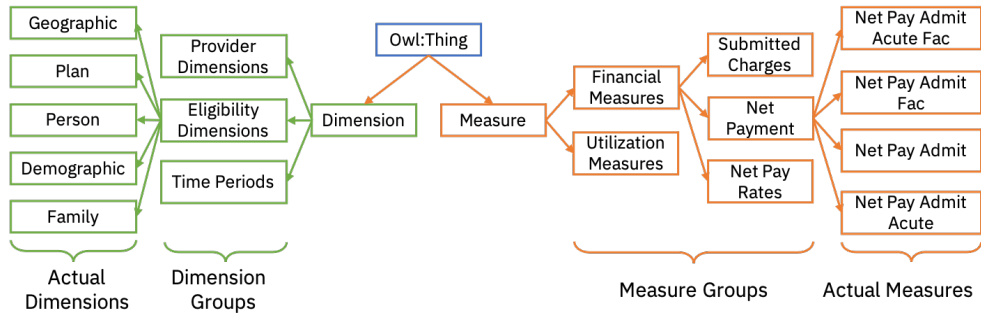 Geographic
Plan
Person
Demographic
Family
Actual
Dimensions
Provider
Dimensions
Eligibility
Dimensions
Time Periods
Dimension
Groups
Owl:Thing
Dimension
Measure
Financial
Measures
Utilization
Measures
Submitted
Charges
Net
Payment
Net Pay
Rates
Measure Groups
Net Pay Admit
Acute Fac
Net Pay Admit
Fac
Net Pay Admit
Net Pay Admit
Acute
Actual Measures